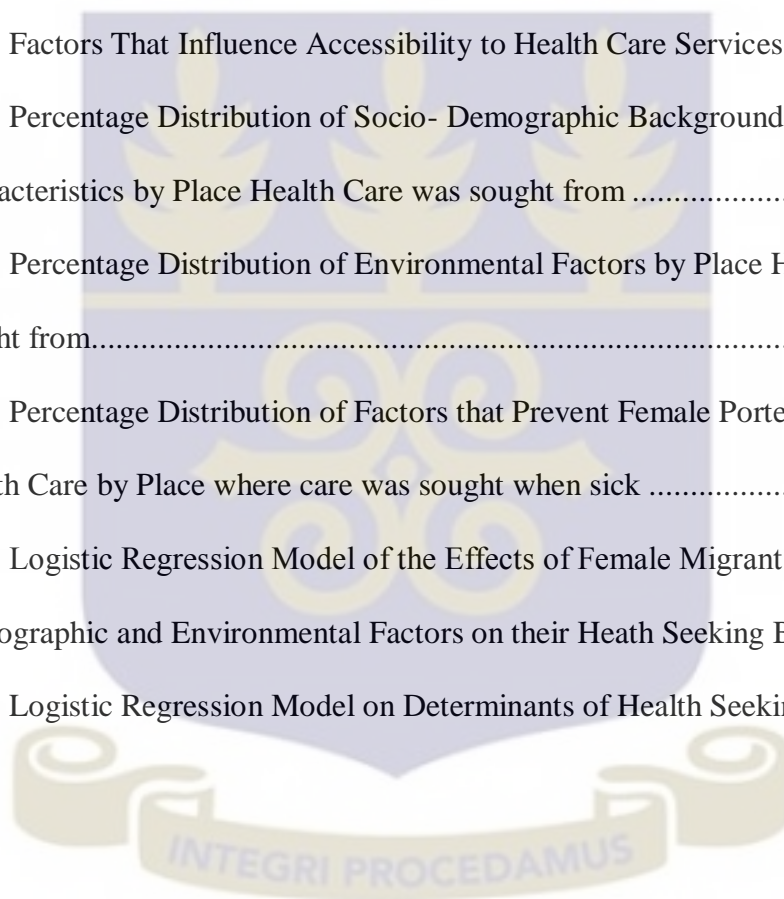 Factors That Influence Accessibility to Health Care Services
Percentage Distribution of Socio- Demographic Background
acteristics by Place Health Care was sought from ..................
Percentage Distribution of Environmental Factors by Place H
ht from.......................................................................................
Percentage Distribution of Factors that Prevent Female Porte
th Care by Place where care was sought when sick .................
Logistic Regression Model of the Effects of Female Migrant
ographic and Environmental Factors on their Heath Seeking B
Logistic Regression Model on Determinants of Health Seekin
INTEGRI PROCEDAMUS